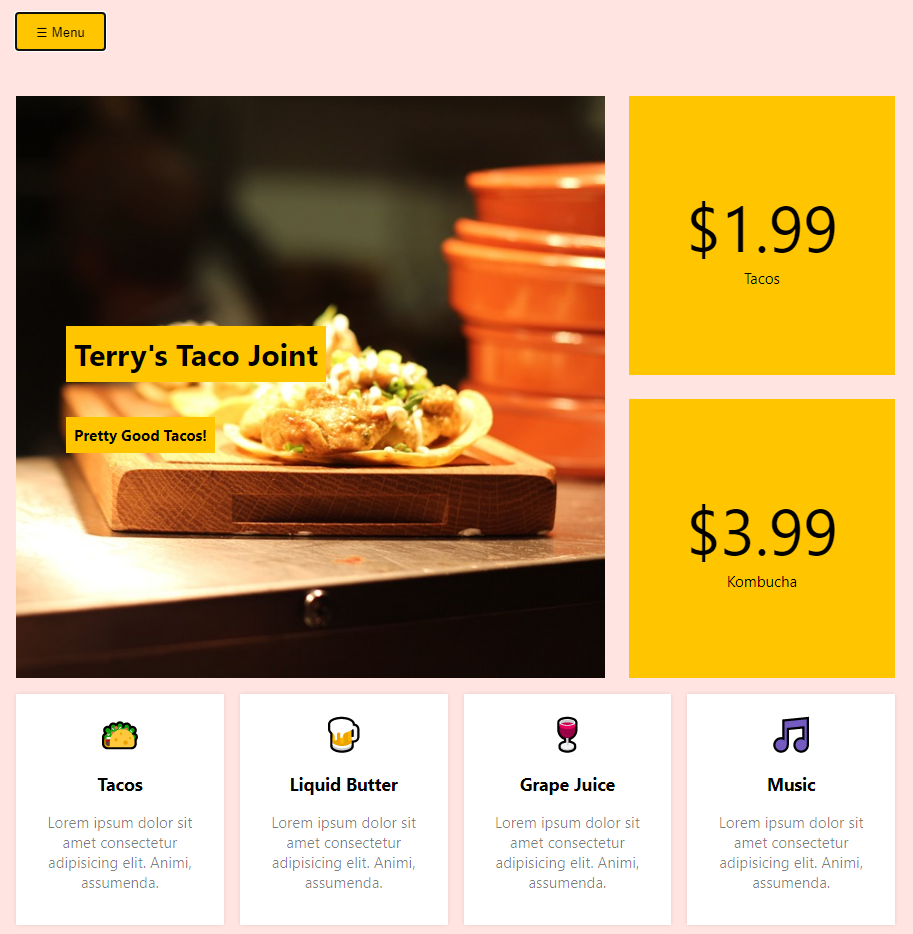 ☰ Menu
Terry's Taco Joint
Pretty Good Tacos!
$1.99
Tacos
$3.99
Kombucha
Tacos
Lorem ipsum dolor sit
amet consectetur
adipisicing elit. Animi,
assumenda.
Liquid Butter
Lorem ipsum dolor sit
amet consectetur
adipisicing elit. Animi,
assumenda.
Grape Juice
Lorem ipsum dolor sit
amet consectetur
adipisicing elit. Animi,
assumenda.
Music
Lorem ipsum dolor sit
amet consectetur
adipisicing elit. Animi,
assumenda.